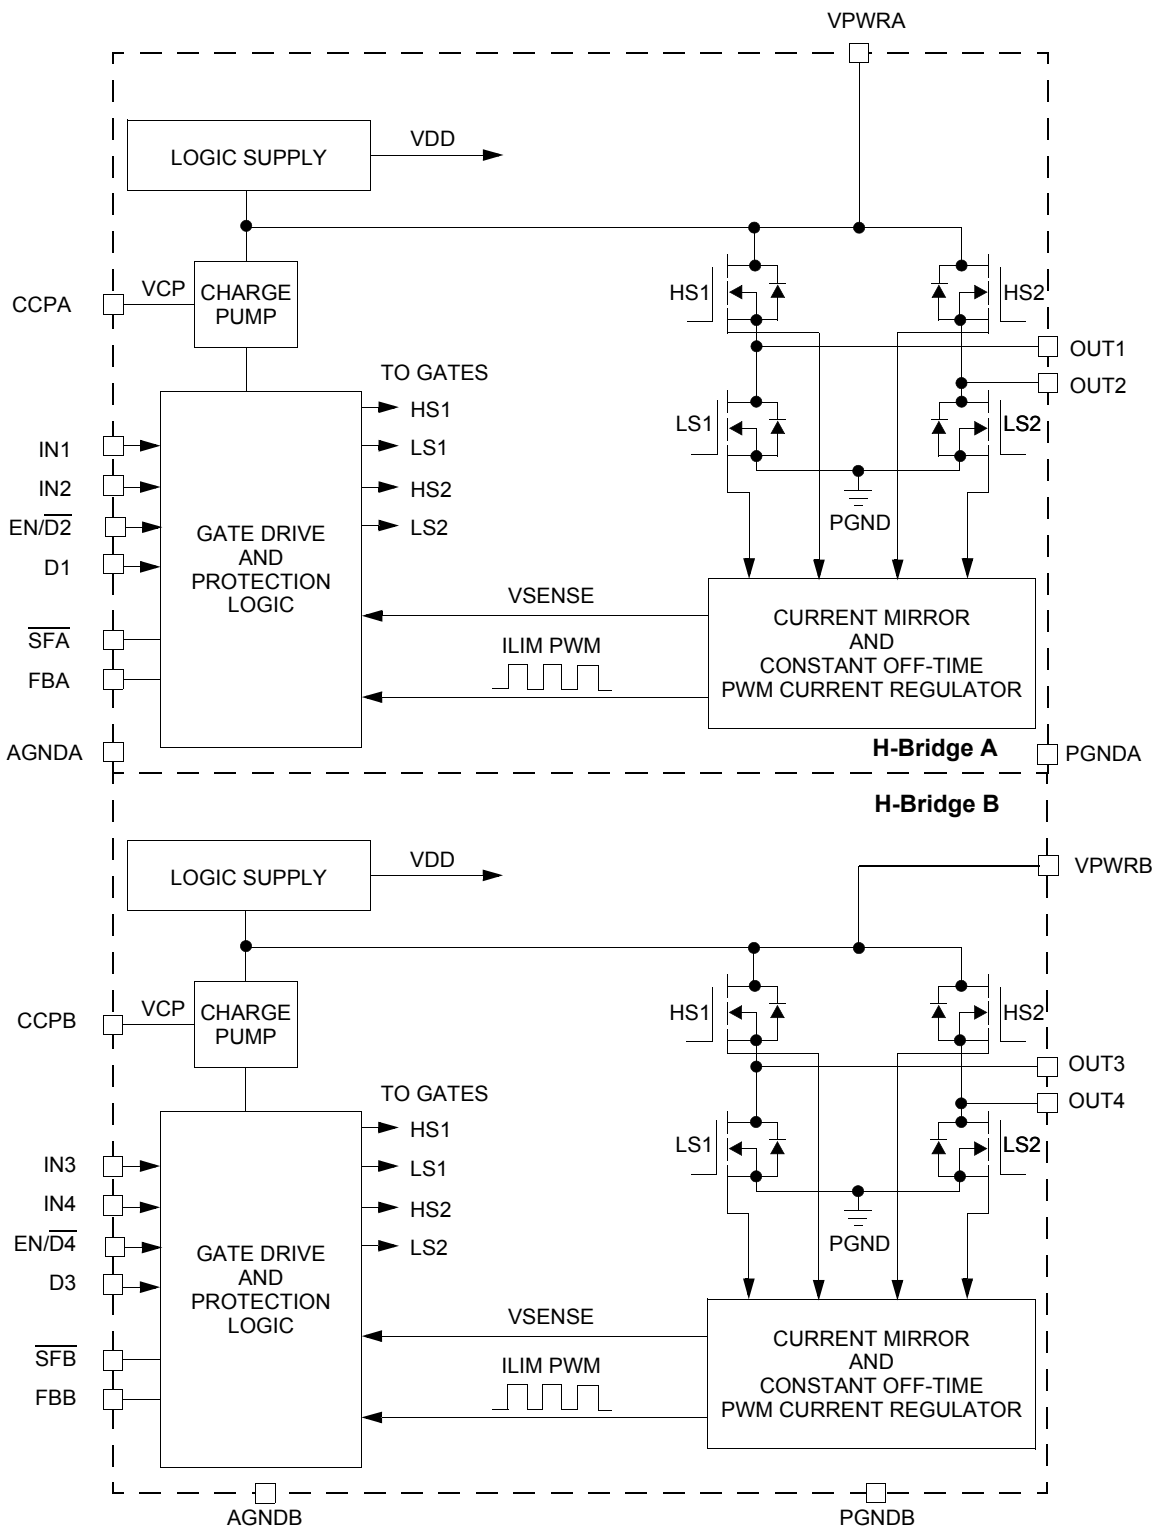 VPWRA
LOGIC SUPPLY
VDD
CCPA
VCP
CHARGE
PUMP
HS1
HS2
OUT1
OUT2
TO GATES
HS1
LS1
HS2
LS2
LS1
LS2
PGND
IN1
IN2
EN/D2
D1
SFA
FBA
AGNDA
GATE DRIVE
AND
PROTECTION
LOGIC
VSENSE
ILIM PWM
CURRENT MIRROR
AND
CONSTANT OFF-TIME
PWM CURRENT REGULATOR
H-Bridge A
PGNDA
H-Bridge B
LOGIC SUPPLY
VDD
VPWRB
CCPB
VCP
CHARGE
PUMP
HS1
HS2
OUT3
OUT4
TO GATES
HS1
LS1
HS2
LS2
LS1
LS2
PGND
IN3
IN4
EN/D4
D3
SFB
FBB
GATE DRIVE
AND
PROTECTION
LOGIC
VSENSE
ILIM PWM
CURRENT MIRROR
AND
CONSTANT OFF-TIME
PWM CURRENT REGULATOR
AGNDB
PGNDB